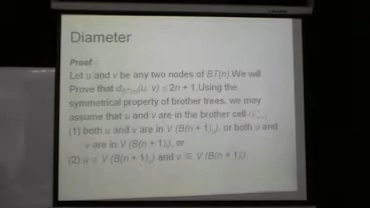 Diameter
Proof
Let u and v be any two nodes of BT(n).We will
Prove that (u, v) ≤ 2n + 1.Using the
symmetrical property of brother trees, we may
assume that u and v are in the brother cell
(1) both u and v are in V (B(n + 1)), or both u and
v are in V (B(n + 1)), or
(2) u V (B(n + 1)) and v V (B(n + 1)).